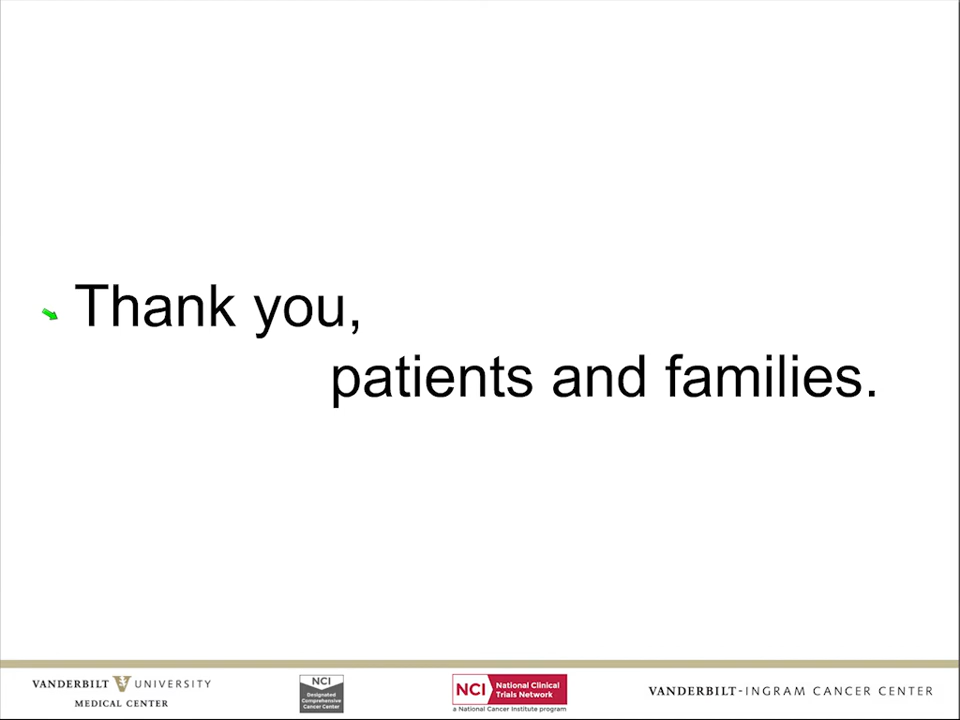 Thank you,
patients and families.
VANDERBILT UNIVERSITY
MEDICAL CENTER
NCI
Designated
Comprehensive
Cancer Center
NCI National Clinical
Trials Network
a National Cancer Institute program
VANDERBILT-INGRAM CANCER CENTER